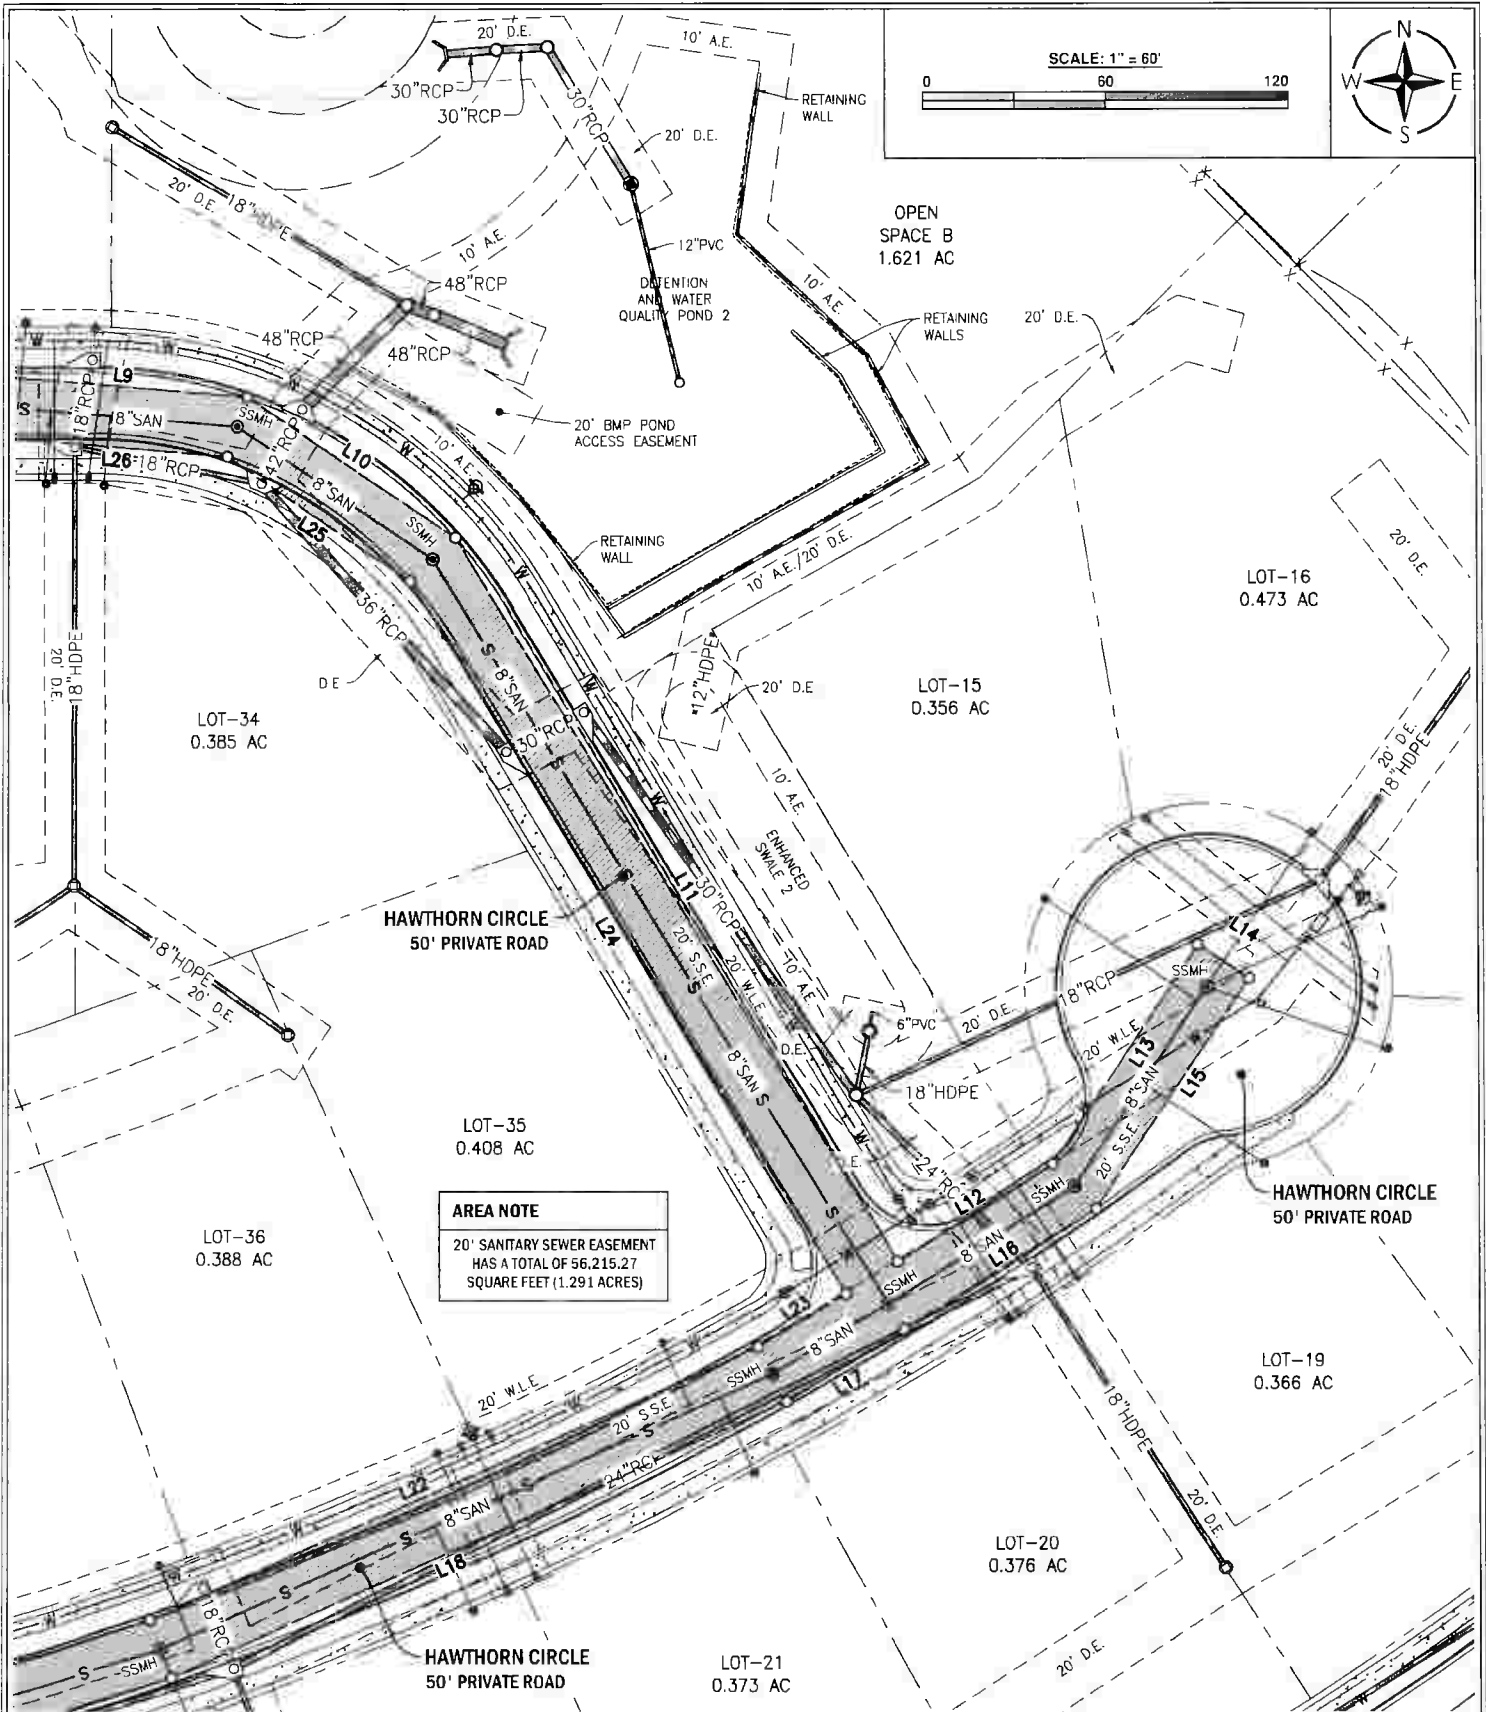 20' D.E.
10' A.E.
SCALE: 1" = 60'
0 60 120
N
W E
S
30"RCP
30"RCP
30"RCP
RETAINING
WALL
20' D.E.
20' D.E.
10' A.E.
OPEN
SPACE B
1.621 AC
12"PVC
48"RCP
DETENTION
AND WATER
QUALITY POND 2
10' A.E.
RETAINING
WALLS
20' D.E.
48"RCP
48"RCP
W
L9
18"RCP
S
SAN
SSMH
42"RCP
L10
W
10' A.E.
20' BMP POND
ACCESS EASEMENT
L26
18"RCP
8"SAN
SSMH
L25
RETAINING
WALL
W
10' A.E./20' D.E.
20' D.E.
LOT-16
0.473 AC
36"RCP
18"HDPE
20' D.E.
D E
S
8"SAN
12"HDPE
20' D.E
LOT-15
0.356 AC
W
LOT-34
0.385 AC
30"RCP
S
W
10' A.E.
20' D.E.
18"HDPE
ENHANCED
SWALE 2
L11
30"RCP
S
HAWTHORN CIRCLE
50' PRIVATE ROAD
L24
20' S.S.E.
20' W.L.E
10' A.E.
S
L14
SSMH
18"HDPE
20' D.E.
18"RCP
20' D.E.
6"PVC
D.E.
20' W.L.E
L13
8"SAN
L15
20' S.S.E
8"SAN
S
18"HDPE
W
LOT-35
0.408 AC
E.
24"RC
L12
SSMH
HAWTHORN CIRCLE
50' PRIVATE ROAD
AREA NOTE
20' SANITARY SEWER EASEMENT
HAS A TOTAL OF 56,215.27
SQUARE FEET (1.291 ACRES)
LOT-36
0.388 AC
S
8"SAN
L16
SSMH
L23
8"SAN
SSMH
L17
LOT-19
0.366 AC
20' W.L.E
20' S.S.E
S
18"HDPE
24"RC
L22
8"SAN
20' D.E.
S
LOT-20
0.376 AC
L18
S
18"RC
HAWTHORN CIRCLE
50' PRIVATE ROAD
SSMH
S
LOT-21
0.373 AC
20' D.E.
W